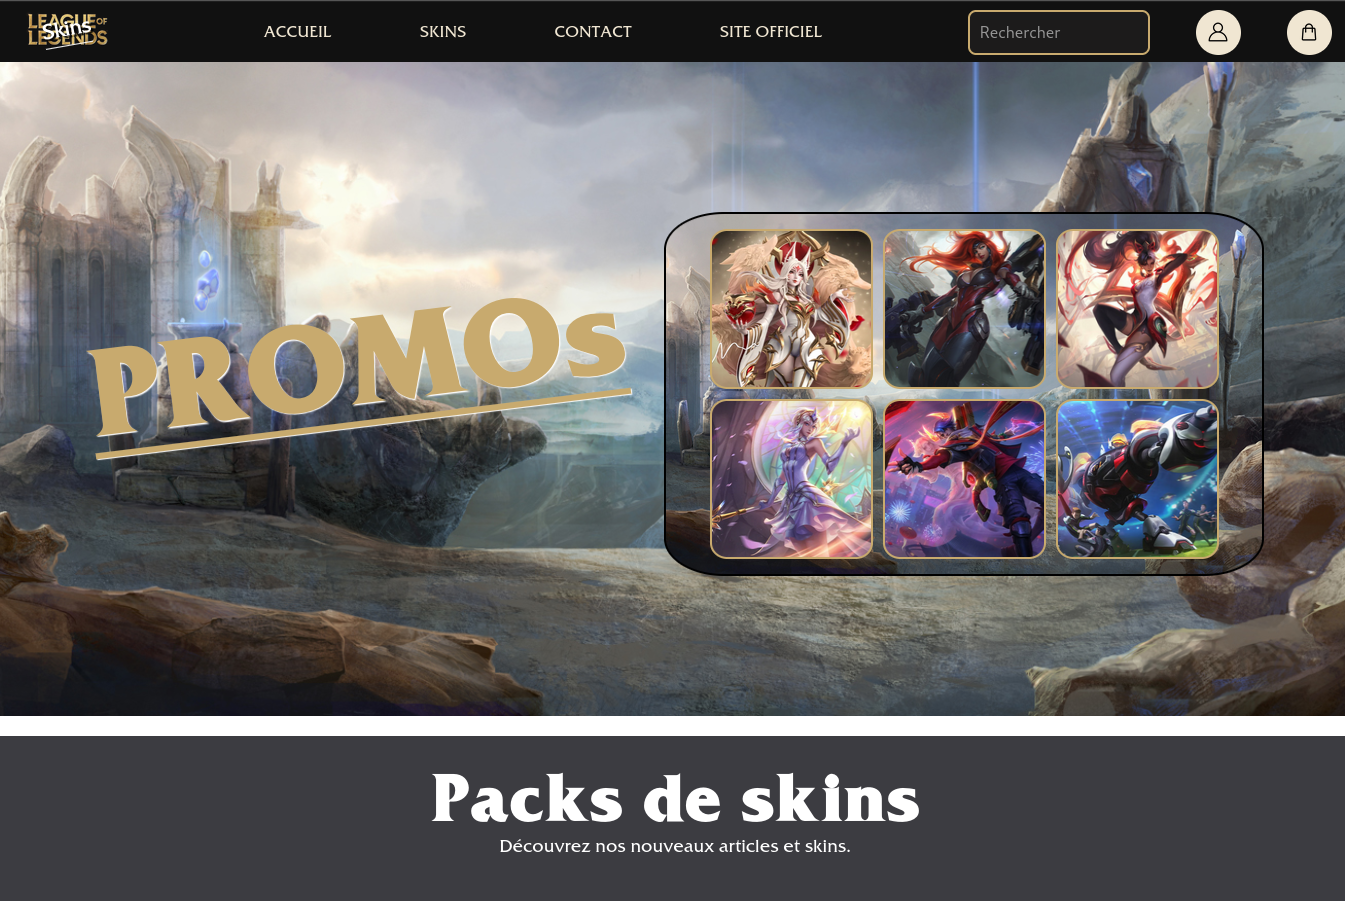 LEAGUE OF
Skins
LEGENDS
ACCUEIL
SKINS
CONTACT
SITE OFFICIEL
Rechercher
PROMOs
Packs de skins
Découvrez nos nouveaux articles et skins.